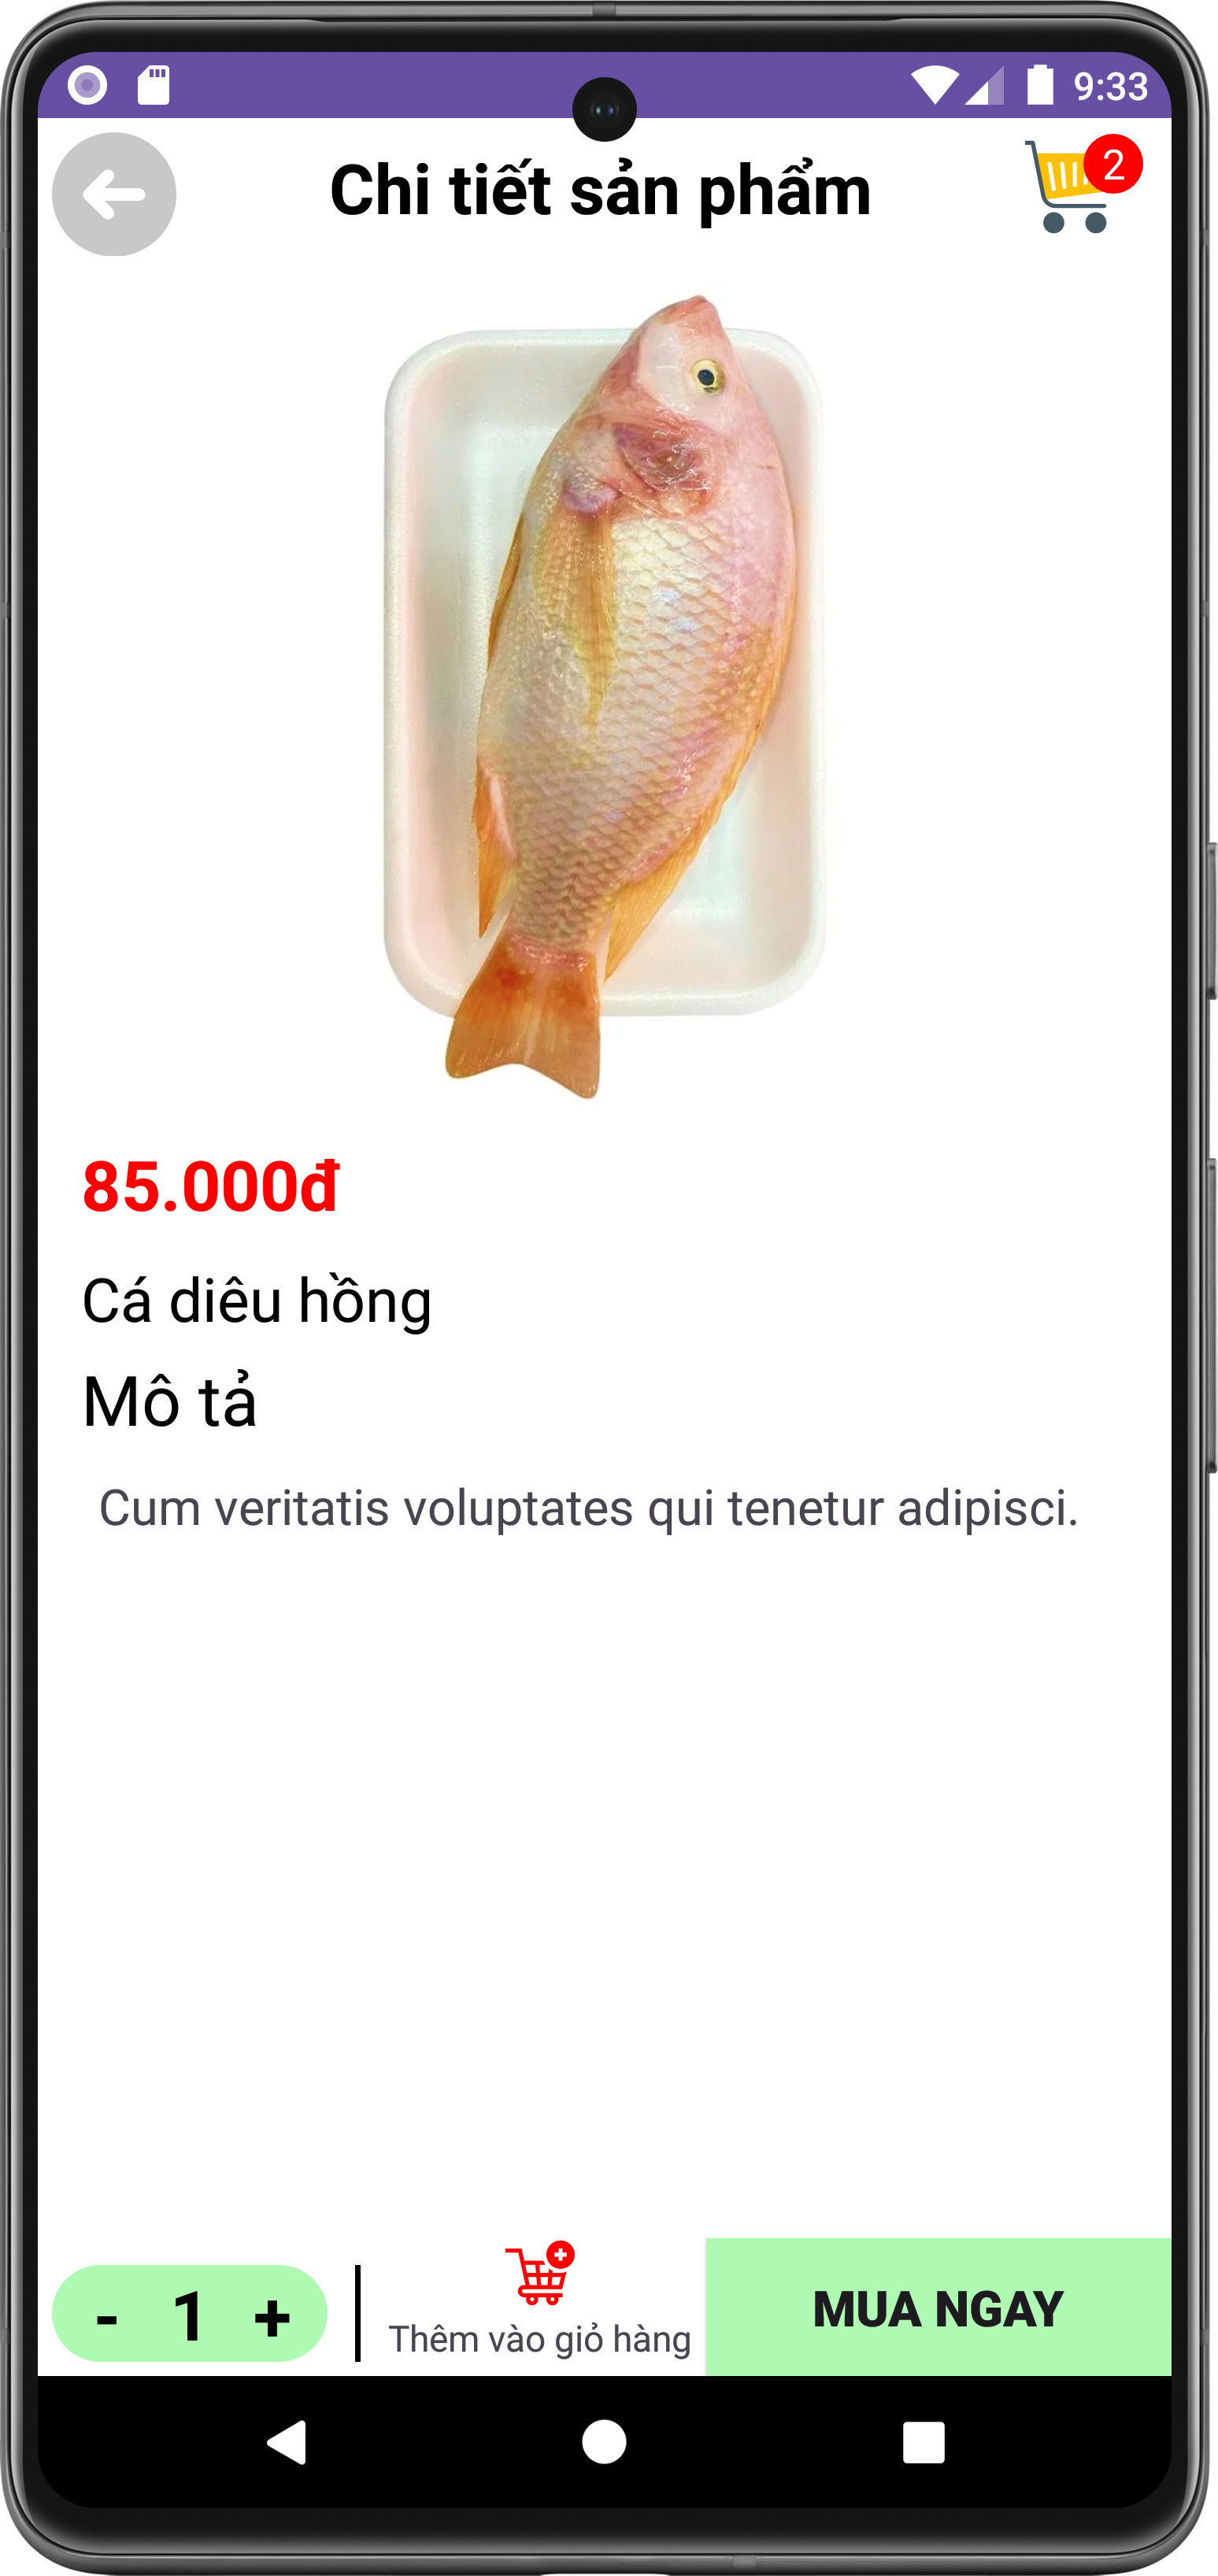 9:33
Chi tiết sản phẩm
2
85.000đ
Cá diêu hồng
Mô tả
Cum veritatis voluptates qui tenetur adipisci.
- 1 +
Thêm vào giỏ hàng
MUA NGAY